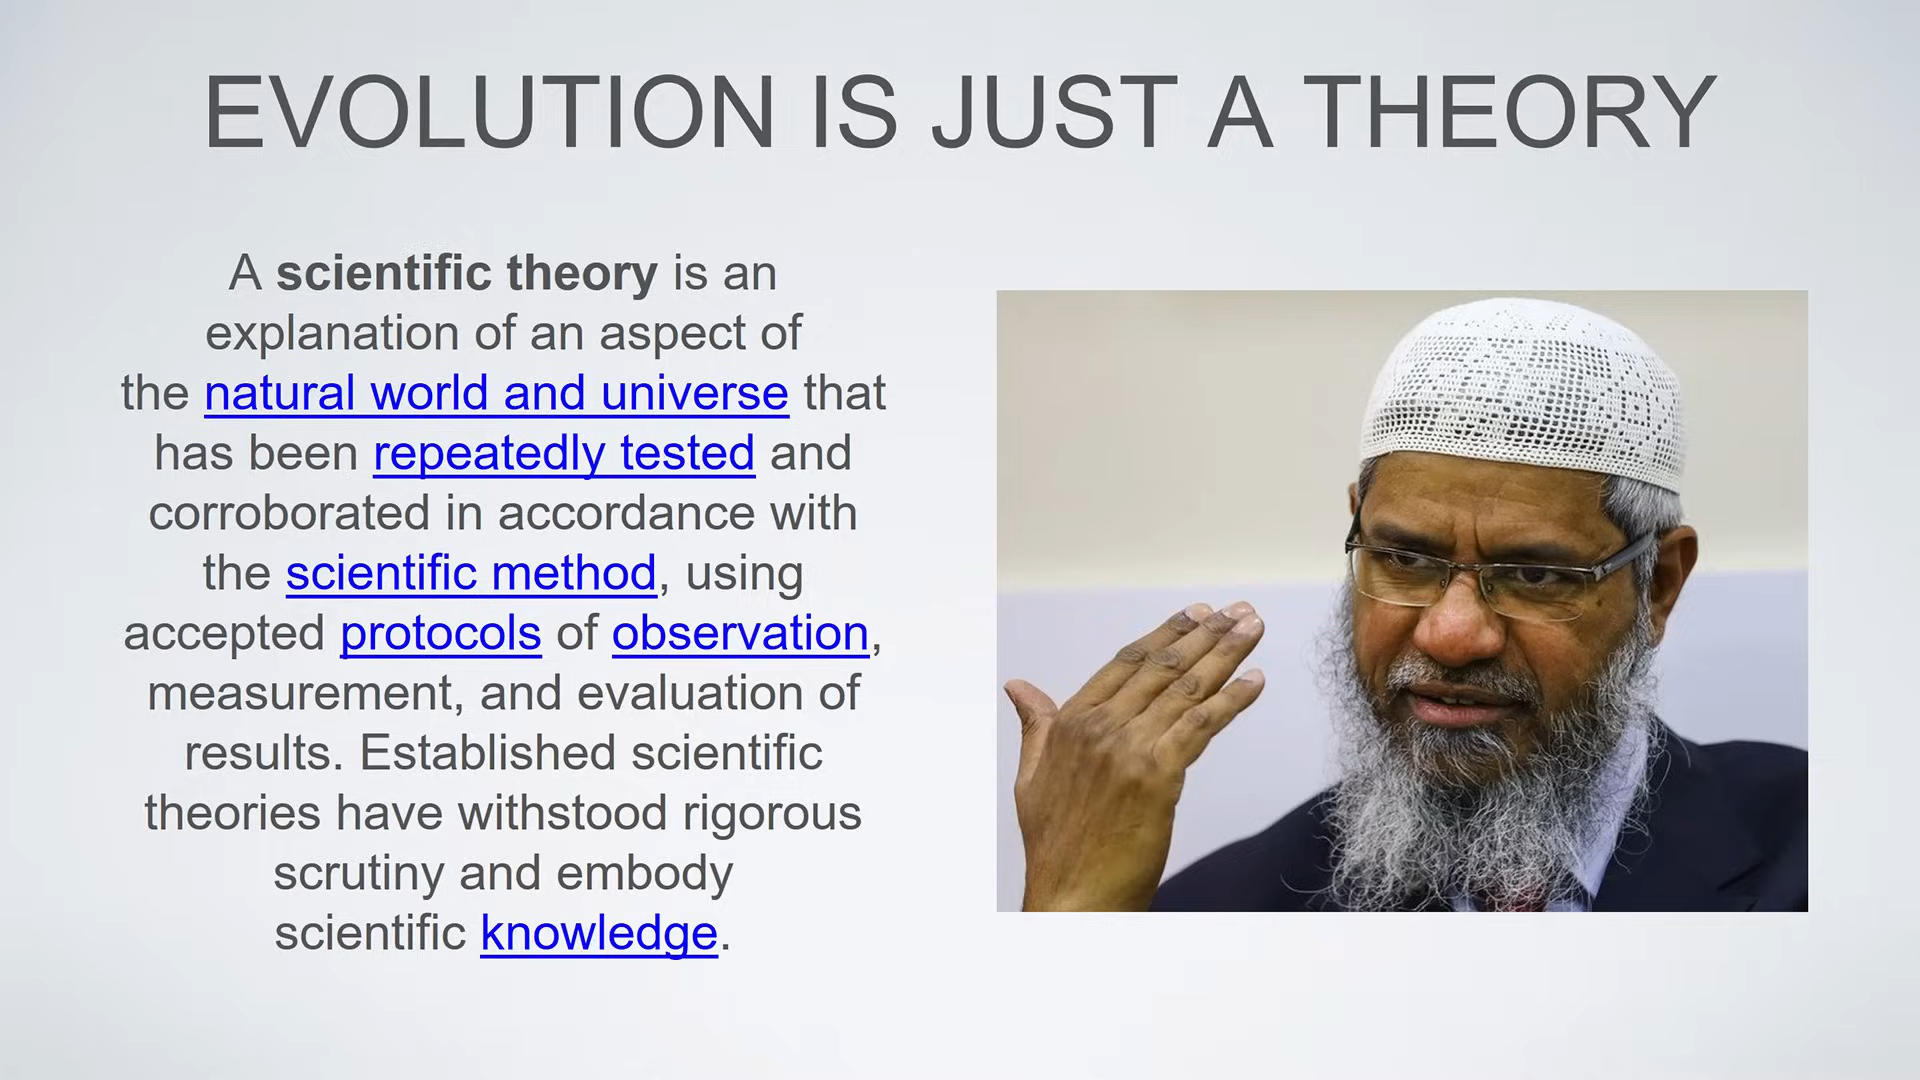 EVOLUTION IS JUST A THEORY
A scientific theory is an
explanation of an aspect of
the natural world and universe that
has been repeatedly tested and
corroborated in accordance with
the scientific method, using
accepted protocols of observation,
measurement, and evaluation of
results. Established scientific
theories have withstood rigorous
scrutiny and embody
scientific knowledge.